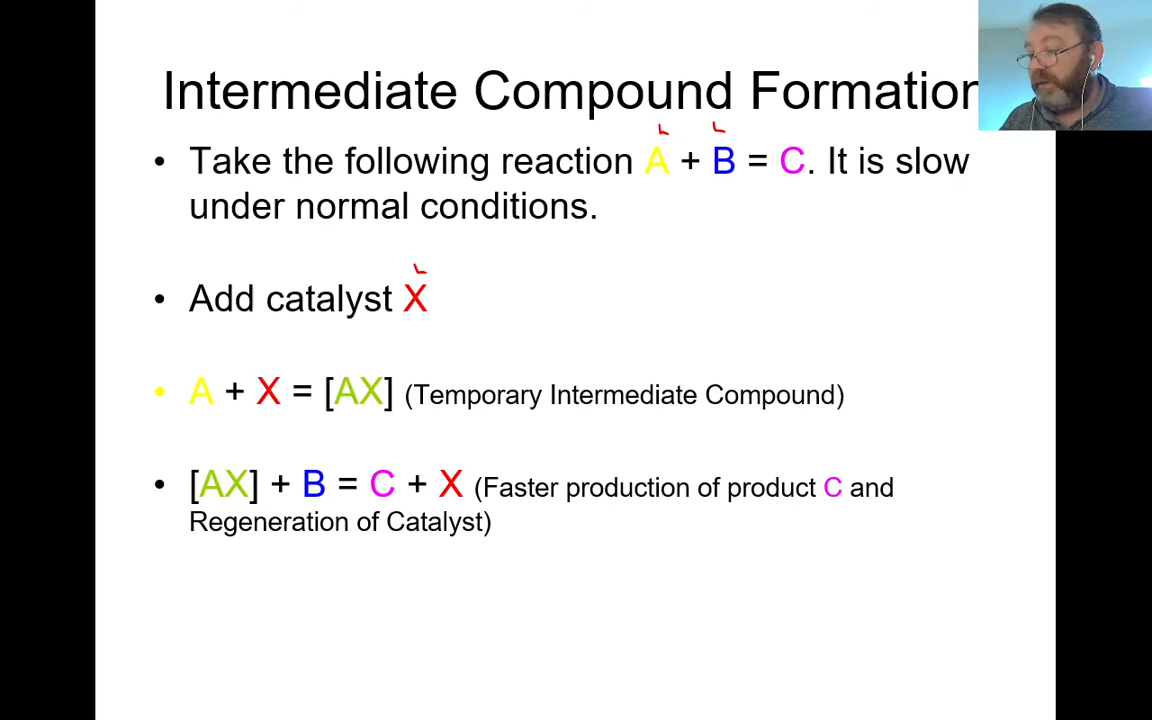 Intermediate Compound Formation
• Take the following reaction A + B = C. It is slow
under normal conditions.
• Add catalyst X
• A + X = [AX] (Temporary Intermediate Compound)
• [AX] + B = C + X (Faster production of product C and
Regeneration of Catalyst)